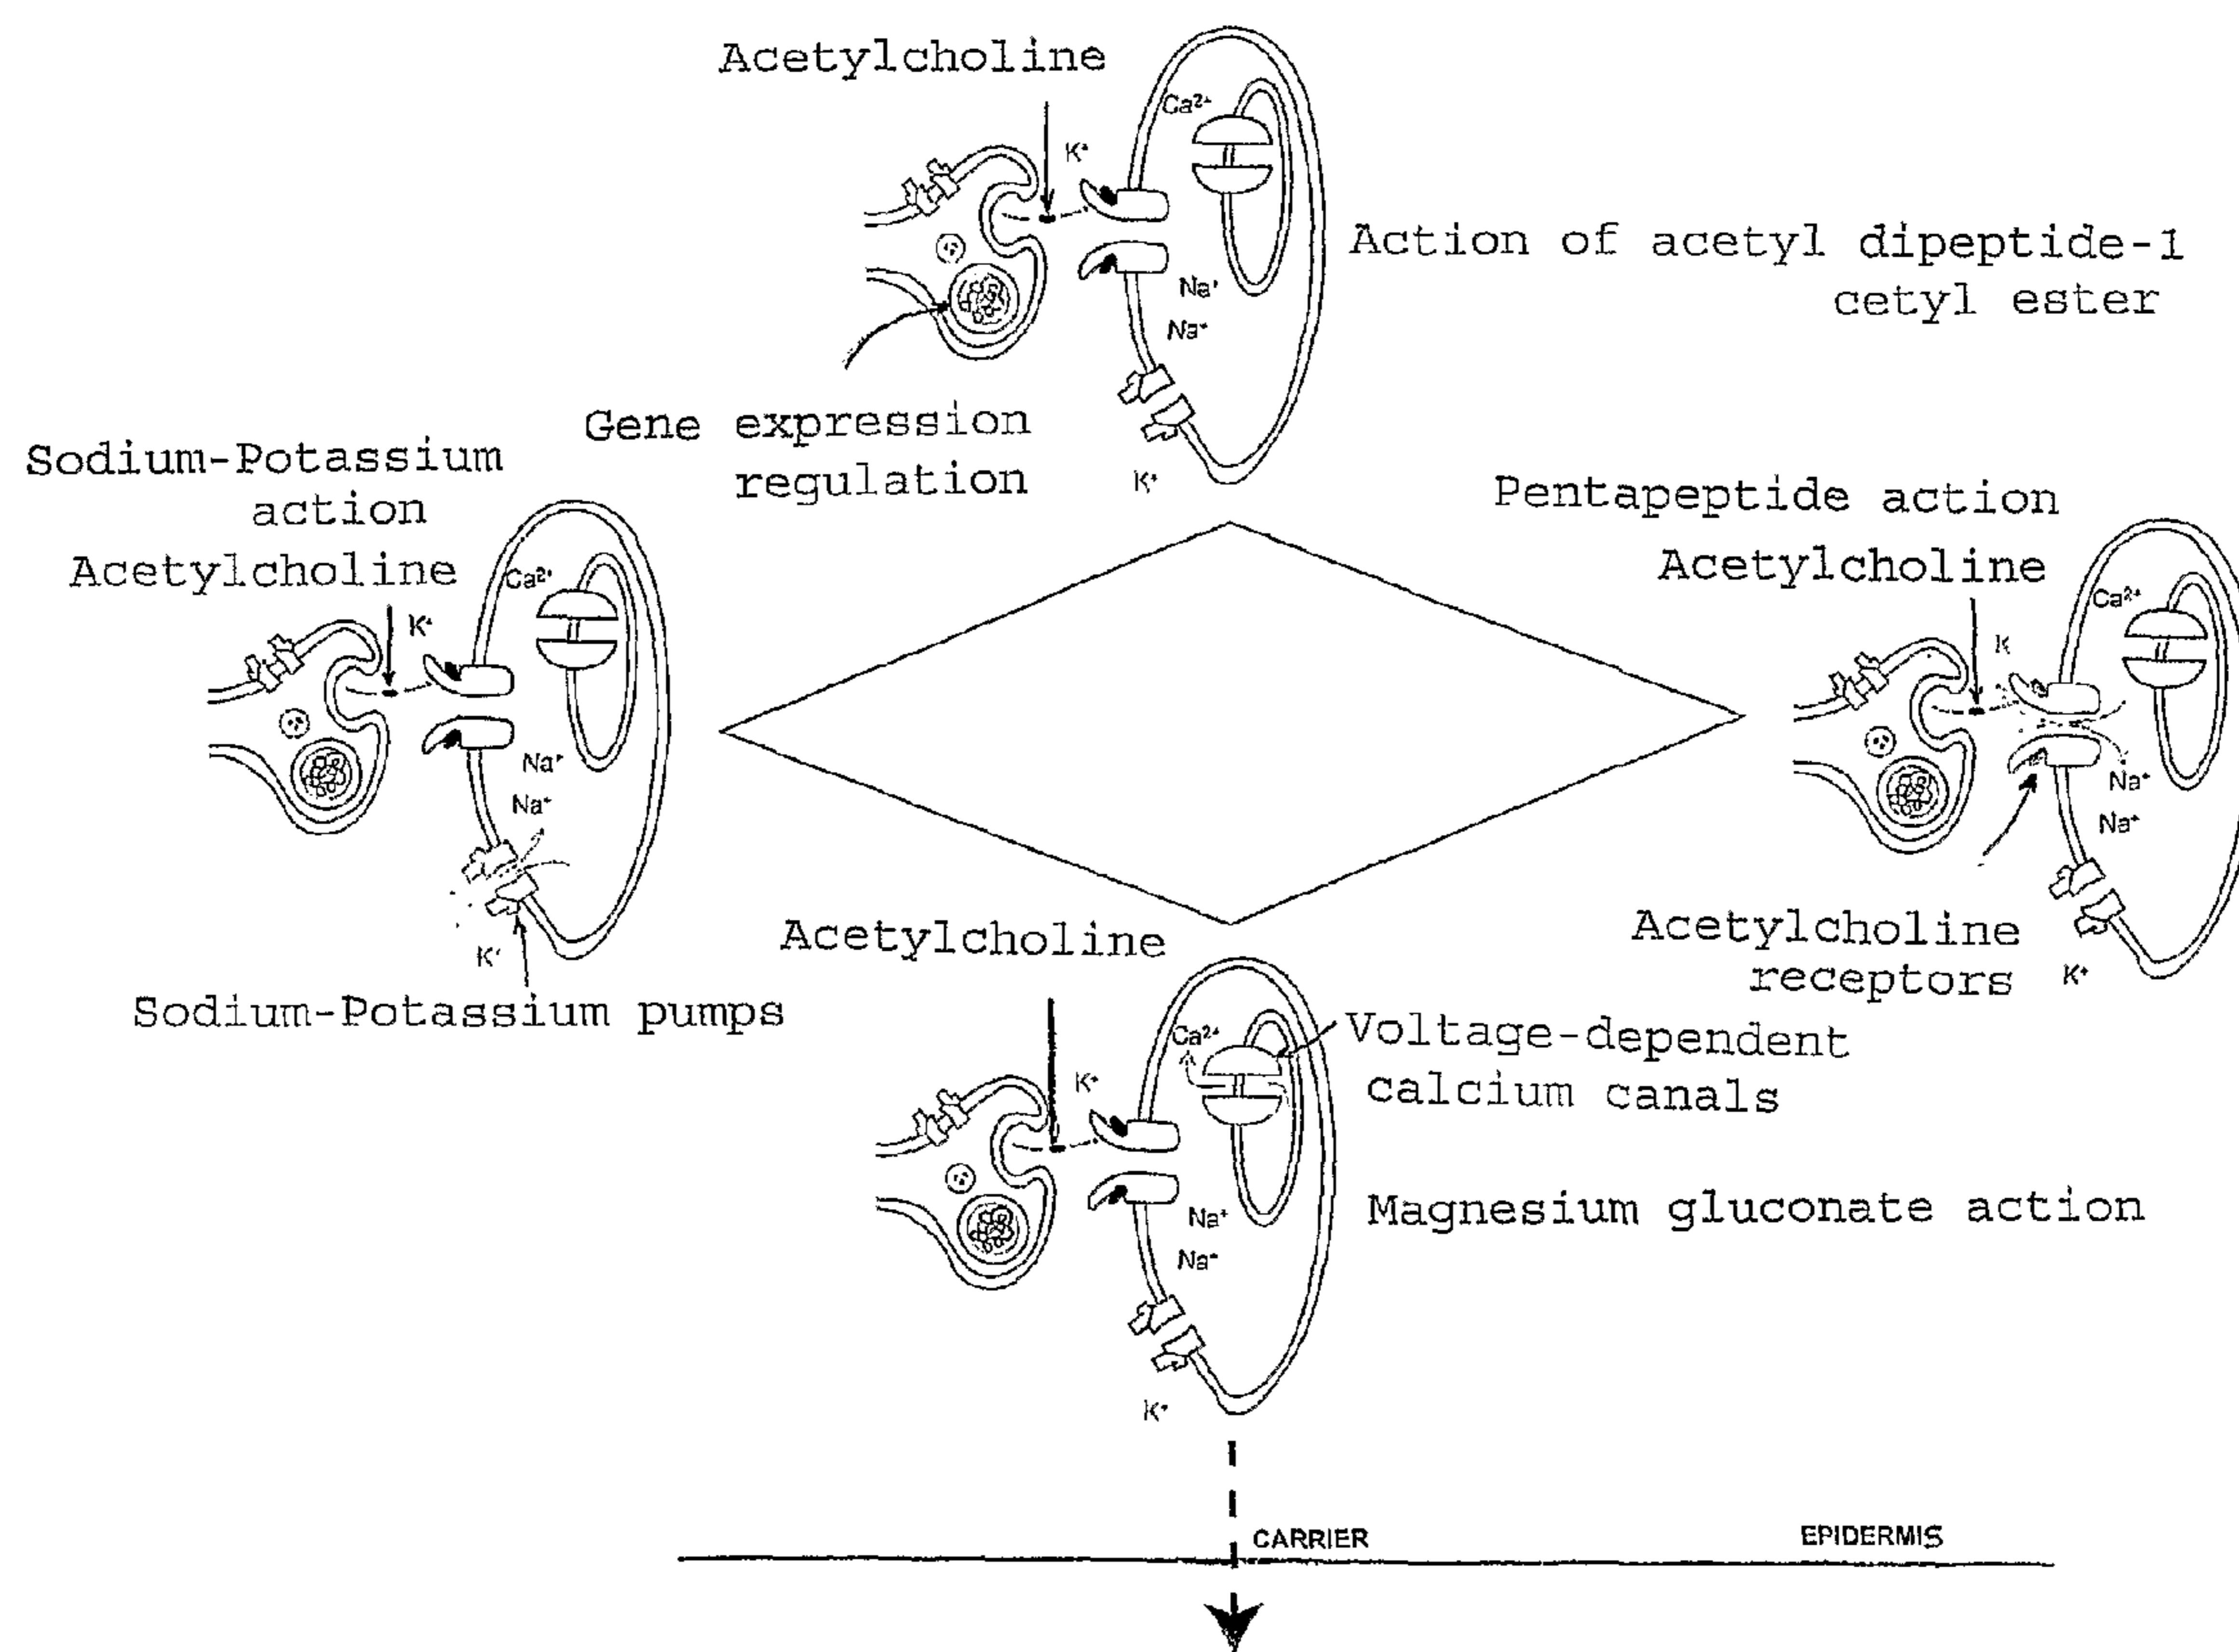 Acetylcholine
Ca²⁺
K⁺
Action of acetyl dipeptide-1
cetyl ester
Na⁺
Na⁺
Gene expression
regulation
K⁺
Sodium-Potassium
action
Acetylcholine
Ca²⁺
K⁺
Na⁺
Na⁺
K⁺
Sodium-Potassium pumps
Pentapeptide action
Acetylcholine
Ca²⁺
K
Na⁺
Na⁺
Acetylcholine
receptors
K⁺
Acetylcholine
Ca²⁺
Voltage-dependent
calcium canals
K⁺
Magnesium gluconate action
Na⁺
Na⁺
K⁺
CARRIER
EPIDERMIS